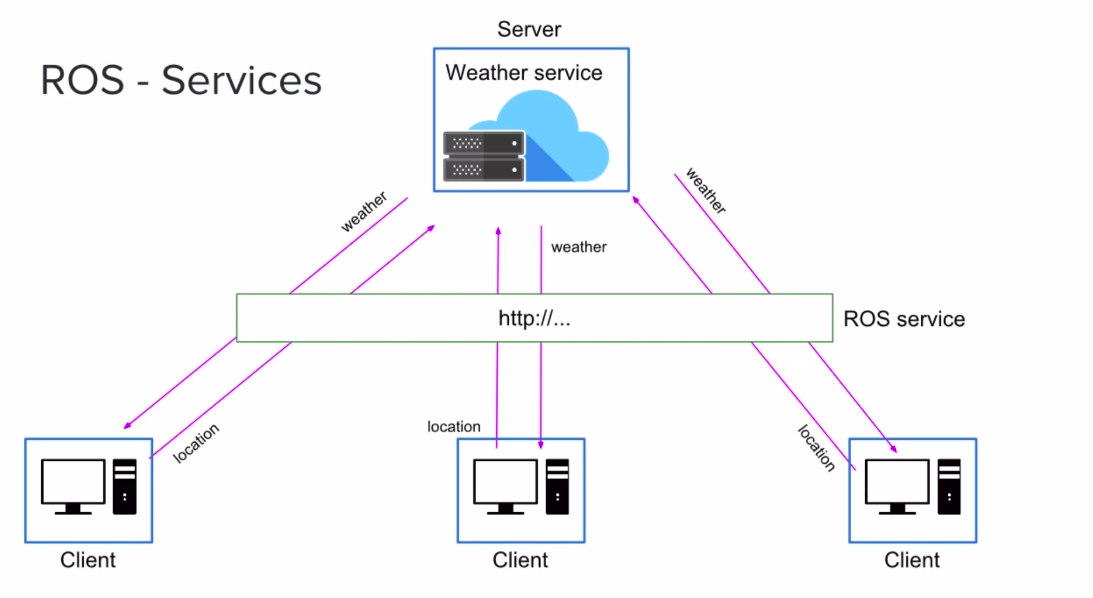 Server
ROS - Services
Weather service
weather
weather
weather
http://...
ROS service
location
location
location
Client
Client
Client